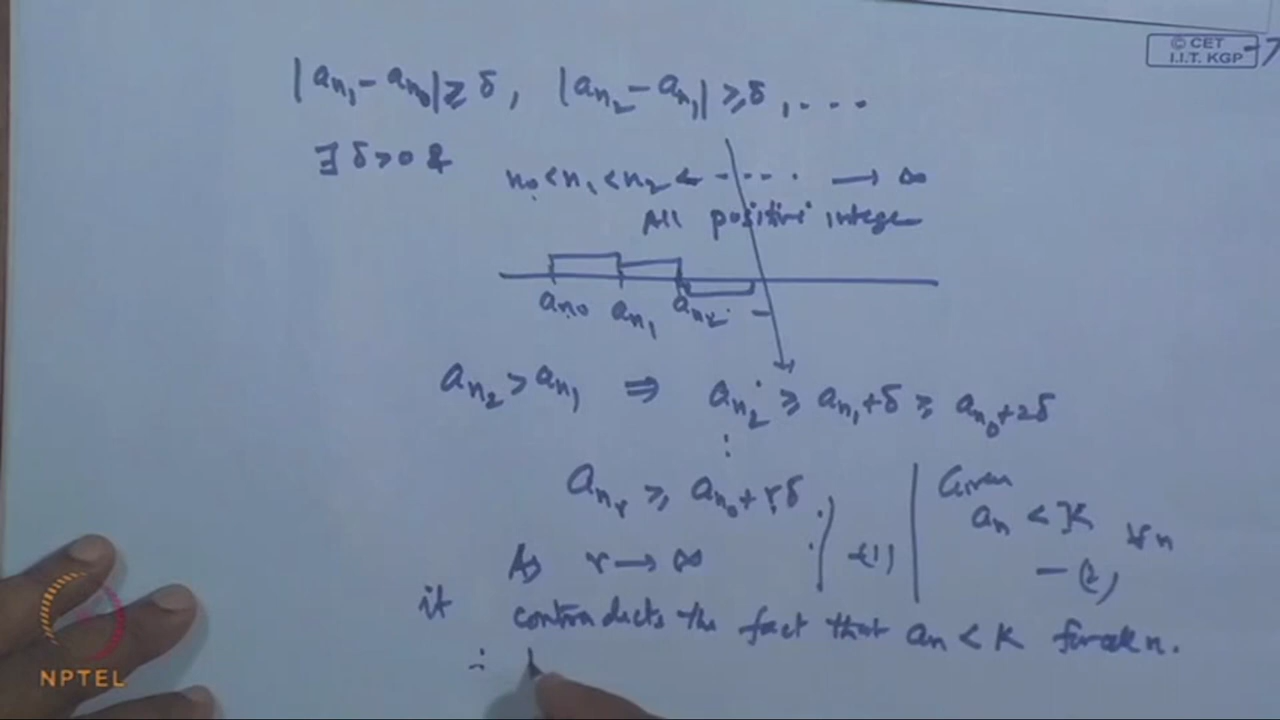 © CET
I.I.T. KGP
-7
|an₁ - an₀| ≥ δ, |an₂ - an₁| ≥ δ, ....
∃ δ > 0 &
n₀ < n₁ < n₂ < ---- → ∞
All positive integer
an₀ an₁ an₂ -
an₂ > an₁ ⇒ an₂ ≥ an₁ + δ ≥ an₀ + 2δ
:
anᵣ ≥ an₀ + rδ
Given
an < K ∀n
As r → ∞ -(1)
-(2)
it contradicts the fact that an < K for all n.
∴
NPTEL